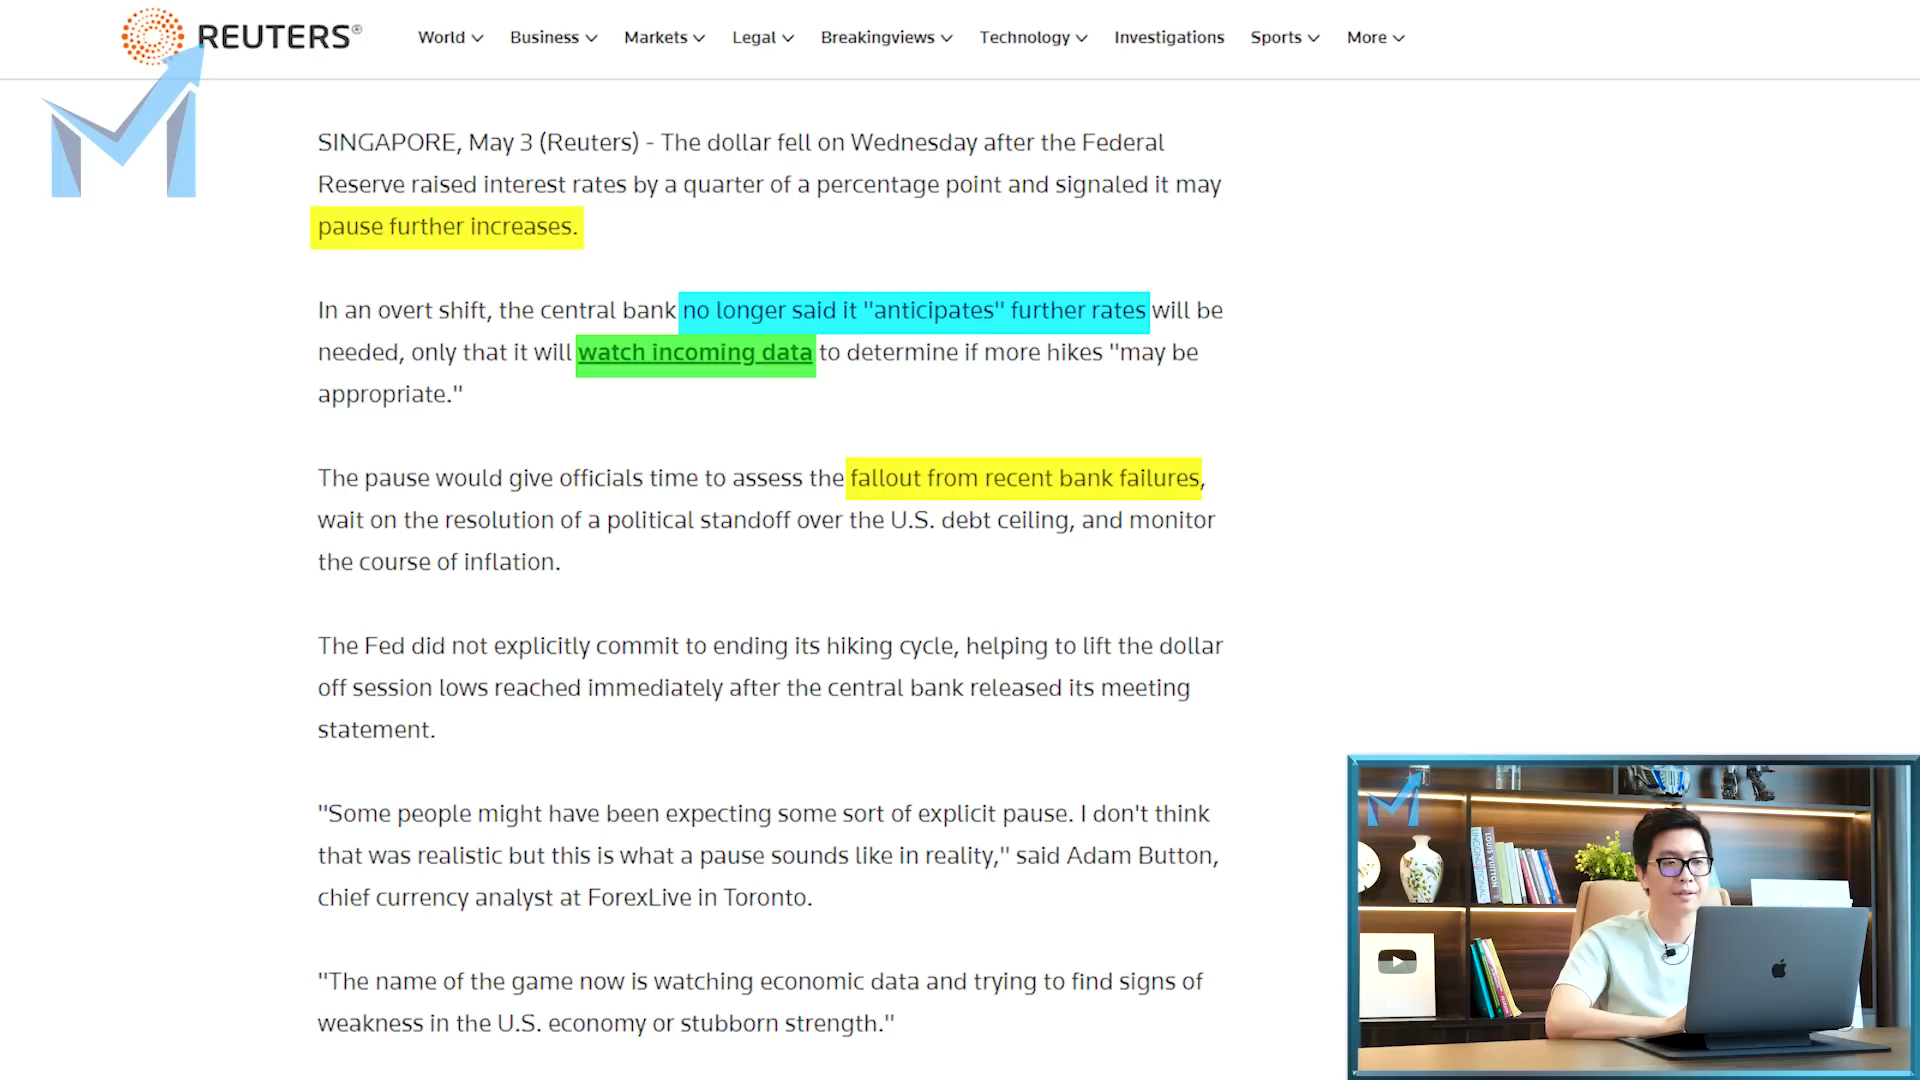 REUTERS®
World Business Markets Legal Breakingviews Technology Investigations Sports More
SINGAPORE, May 3 (Reuters) - The dollar fell on Wednesday after the Federal
Reserve raised interest rates by a quarter of a percentage point and signaled it may
pause further increases.
In an overt shift, the central bank no longer said it "anticipates" further rates will be
needed, only that it will watch incoming data to determine if more hikes "may be
appropriate."
The pause would give officials time to assess the fallout from recent bank failures,
wait on the resolution of a political standoff over the U.S. debt ceiling, and monitor
the course of inflation.
The Fed did not explicitly commit to ending its hiking cycle, helping to lift the dollar
off session lows reached immediately after the central bank released its meeting
statement.
"Some people might have been expecting some sort of explicit pause. I don't think
that was realistic but this is what a pause sounds like in reality," said Adam Button,
chief currency analyst at ForexLive in Toronto.
"The name of the game now is watching economic data and trying to find signs of
weakness in the U.S. economy or stubborn strength."
LOUIS VUITTON